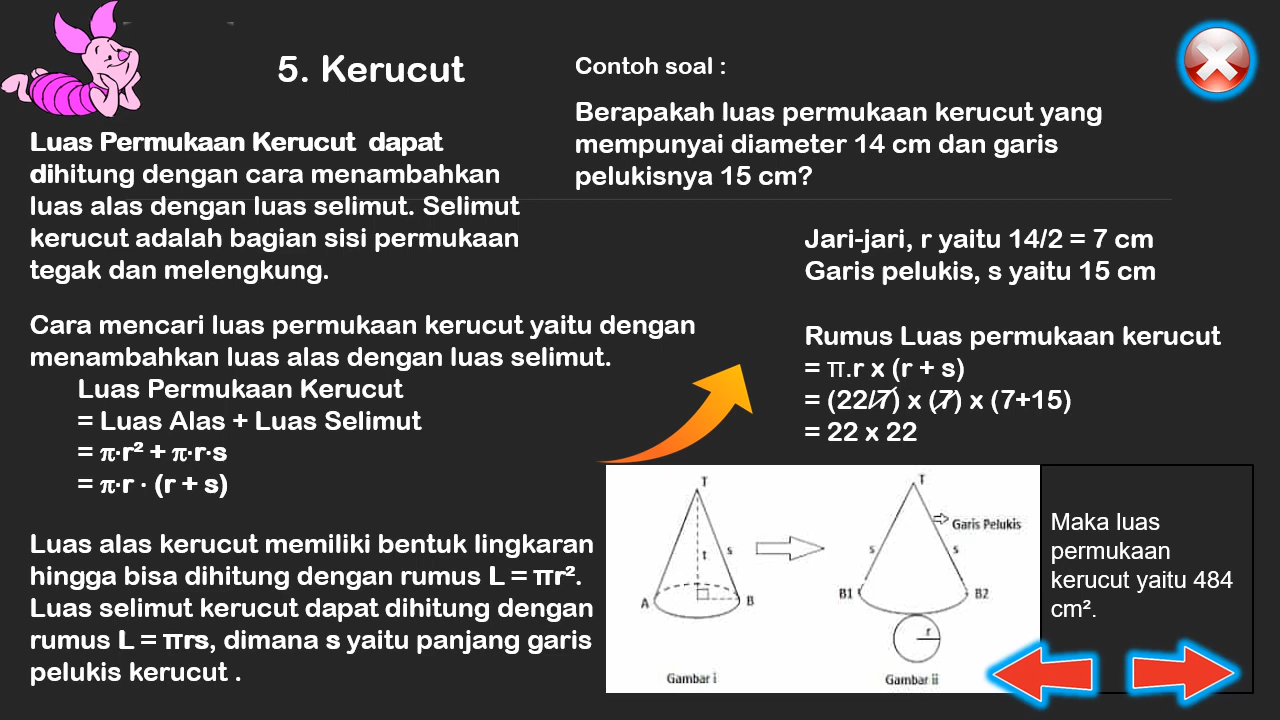 5. Kerucut
Luas Permukaan Kerucut dapat
dihitung dengan cara menambahkan
luas alas dengan luas selimut. Selimut
kerucut adalah bagian sisi permukaan
tegak dan melengkung.
Cara mencari luas permukaan kerucut yaitu dengan
menambahkan luas alas dengan luas selimut.
Luas Permukaan Kerucut
= Luas Alas + Luas Selimut
= π·r² + π·r·s
= π·r · (r + s)
Luas alas kerucut memiliki bentuk lingkaran
hingga bisa dihitung dengan rumus L = πr².
Luas selimut kerucut dapat dihitung dengan
rumus L = πrs, dimana s yaitu panjang garis
pelukis kerucut .
Contoh soal :
Berapakah luas permukaan kerucut yang
mempunyai diameter 14 cm dan garis
pelukisnya 15 cm?
Jari-jari, r yaitu 14/2 = 7 cm
Garis pelukis, s yaitu 15 cm
Rumus Luas permukaan kerucut
= π.r x (r + s)
= (22/7) x (7) x (7+15)
= 22 x 22
T
t
s
A
B
Gambar i
T
Garis Pelukis
s
s
B1
B2
r
Gambar ii
Maka luas
permukaan
kerucut yaitu 484
cm².